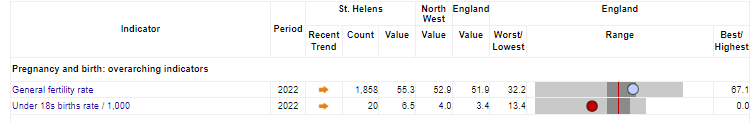 St. Helens North West England England
Indicator Period Recent Trend Count Value Value Value Worst/ Lowest Range Best/ Highest
Pregnancy and birth: overarching indicators
General fertility rate 2022 1,858 55.3 52.9 51.9 32.2 67.1
Under 18s births rate / 1,000 2022 20 6.5 4.0 3.4 13.4 0.0